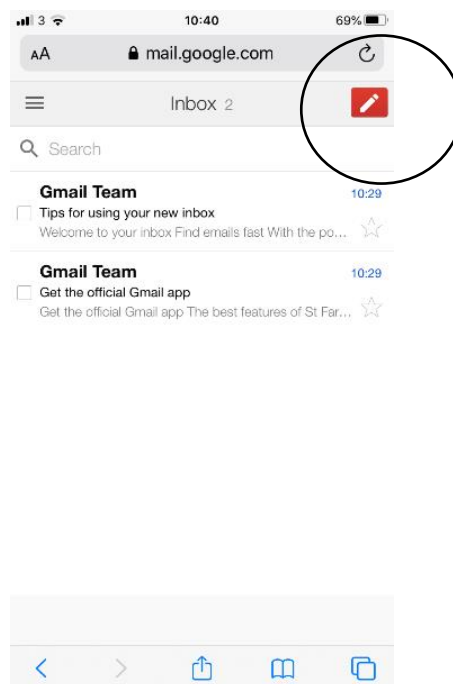 3 10:40 69%
AA mail.google.com
Inbox 2
Search
Gmail Team 10:29
Tips for using your new inbox
Welcome to your inbox Find emails fast With the po...
Gmail Team 10:29
Get the official Gmail app
Get the official Gmail app The best features of St Far...